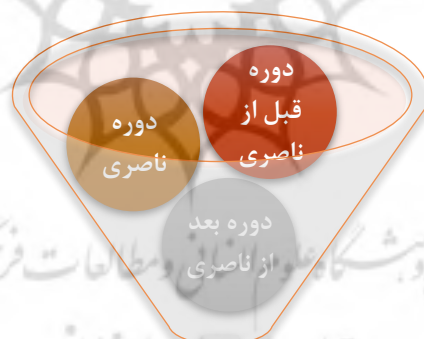 دوره
قبل از
ناصری
دوره
ناصری
دوره بعد
از ناصری